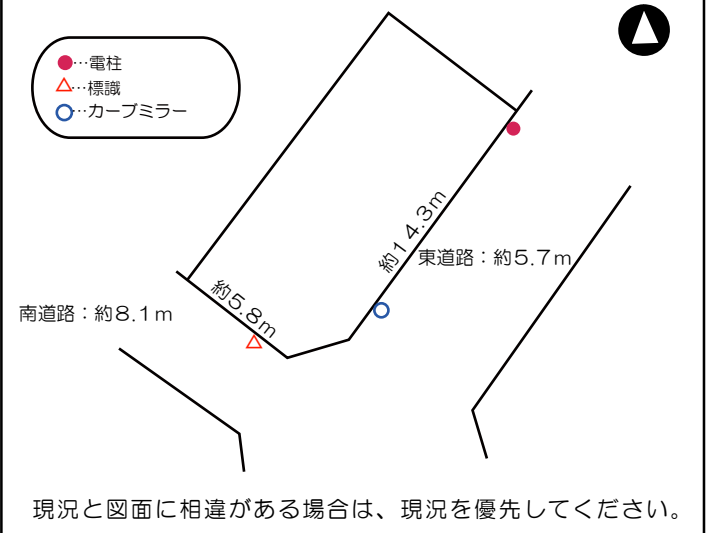 …電柱
…標識
…カーブミラー
約14.3m
東道路：約5.7m
約5.8m
南道路：約8.1m
現況と図面に相違がある場合は、現況を優先してください。